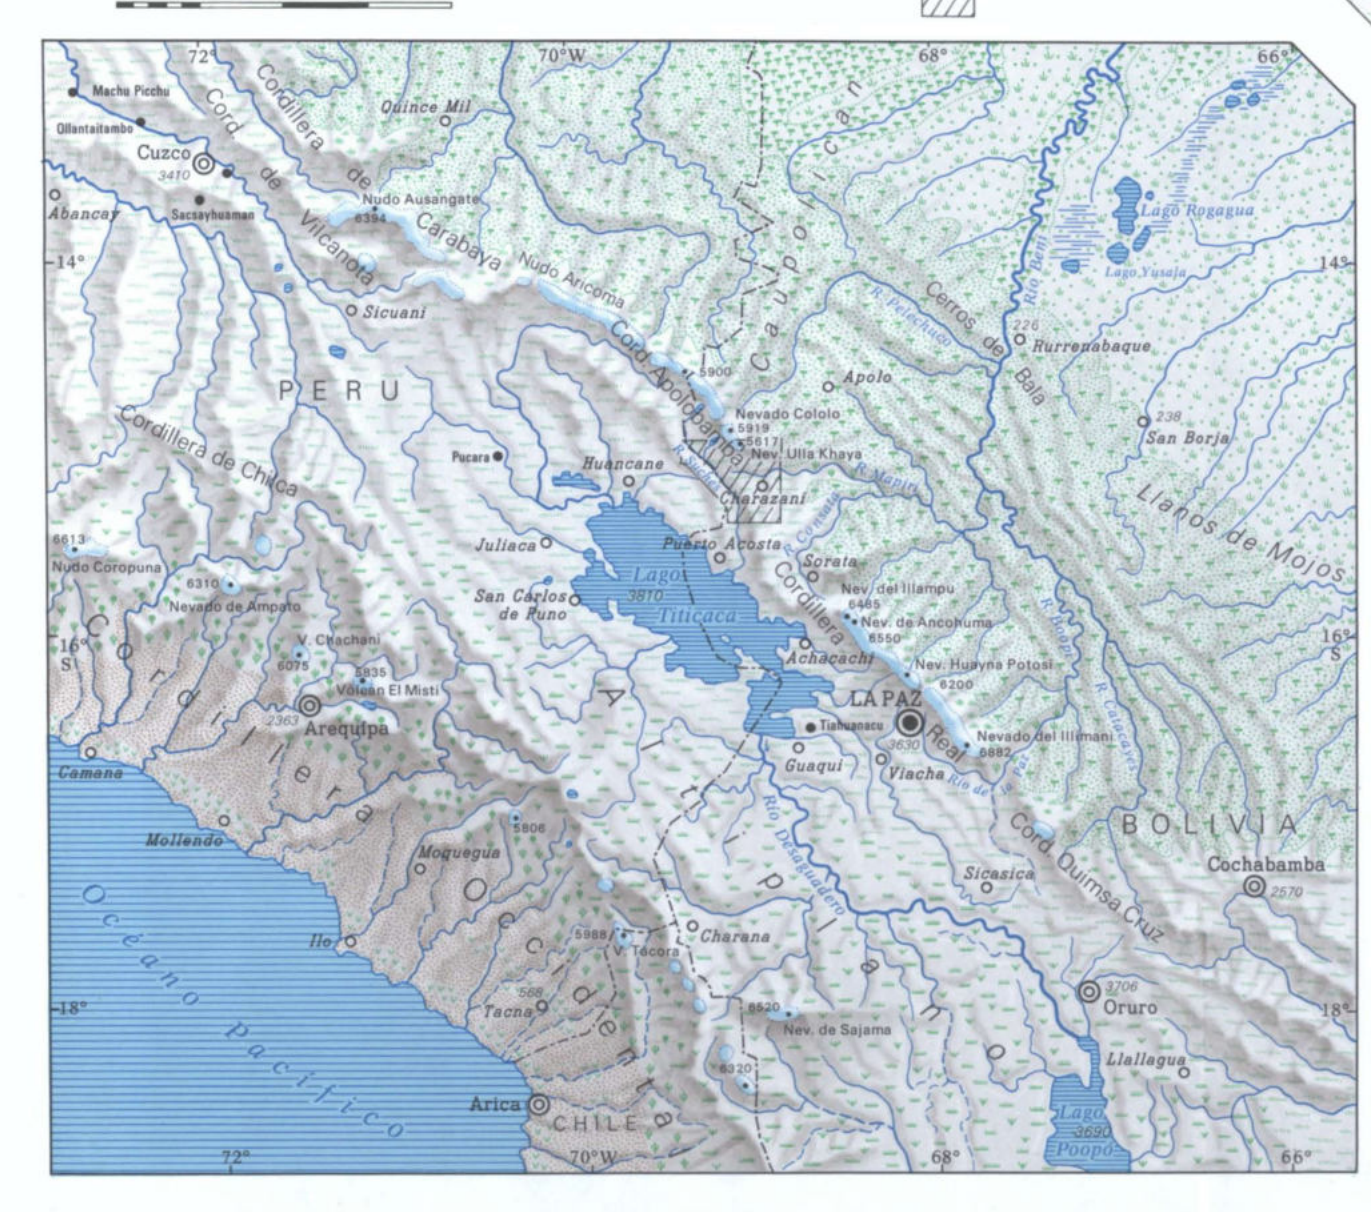 72°
70°W
68°
66°
Machu Picchu
Ollantaitambo
Cuzco
3410
Sacsayhuaman
Abancay
Cord de Vilcanota
Cordillera de Carabaya
Quince Mil
Nudo Ausangate
6394
Nudo Aricoma
Caupolican
Río Beni
Lago Rogagua
Lago Yusala
14°
14°
Sicuani
R. Pelechuco
Cerros de Bala
226
Rurrenabaque
PERU
Cord Apolobamba
5900
Apolo
Nevado Cololo
5919
5617
Nev. Ulla Khaya
238
San Borja
Cordillera de Chilca
Pucara
Huancane
R. Suches
Charazani
R. Mapiri
R. Consata
Llanos de Mojos
6613
Nudo Coropuna
6310
Nevado de Ampato
Juliaca
Puerto Acosta
Sorata
San Carlos
de Puno
Lago
3810
Titicaca
Cordillera Real
Nev. del Illampu
6485
Nev. de Ancohuma
6550
R. Boopi
16°
S
16°
S
V. Chachani
6075
5835
Volcán El Misti
Achacachi
Nev. Huayna Potosi
6200
2363
Arequipa
LA PAZ
3630
Tiahuanacu
Nevado del Illimani
6882
Guaqui
Viacha
Río de la Paz
Camana
Cordillera Occidental
Altiplano
Río Desaguadero
BOLIVIA
Mollendo
5806
Moquegua
Cord. Quimsa Cruz
Cochabamba
2570
Sicasica
Océano Pacífico
Ilo
5988
V. Tacora
Charana
568
Tacna
3706
Oruro
18°
18°
6520
Nev. de Sajama
Llallagua
6320
Arica
CHILE
Lago
3690
Poopó
72°
70°W
68°
66°